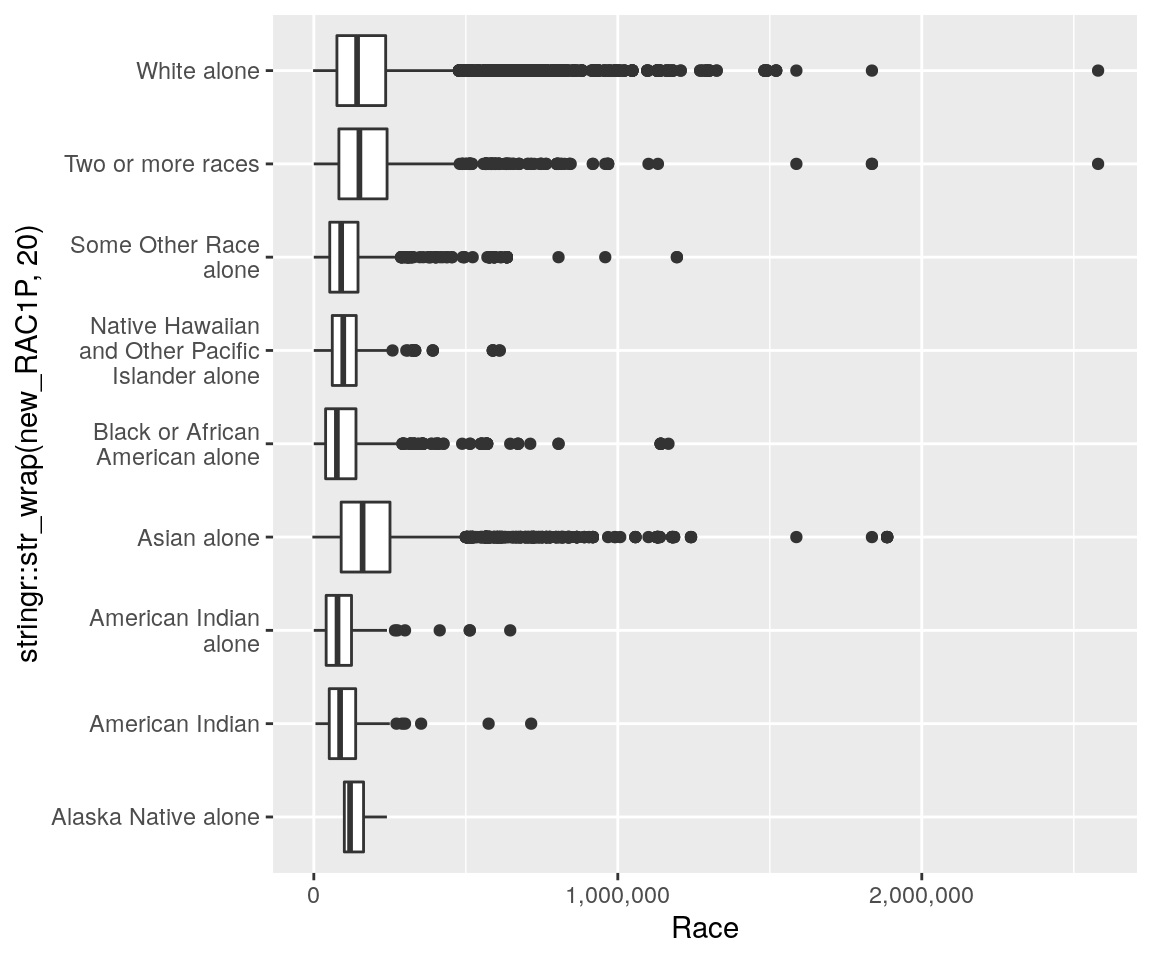 stringr::str_wrap(new_RAC1P, 20)
White alone
Two or more races
Some Other Race
alone
Native Hawaiian
and Other Pacific
Islander alone
Black or African
American alone
Asian alone
American Indian
alone
American Indian
Alaska Native alone
0
1,000,000
2,000,000
Race